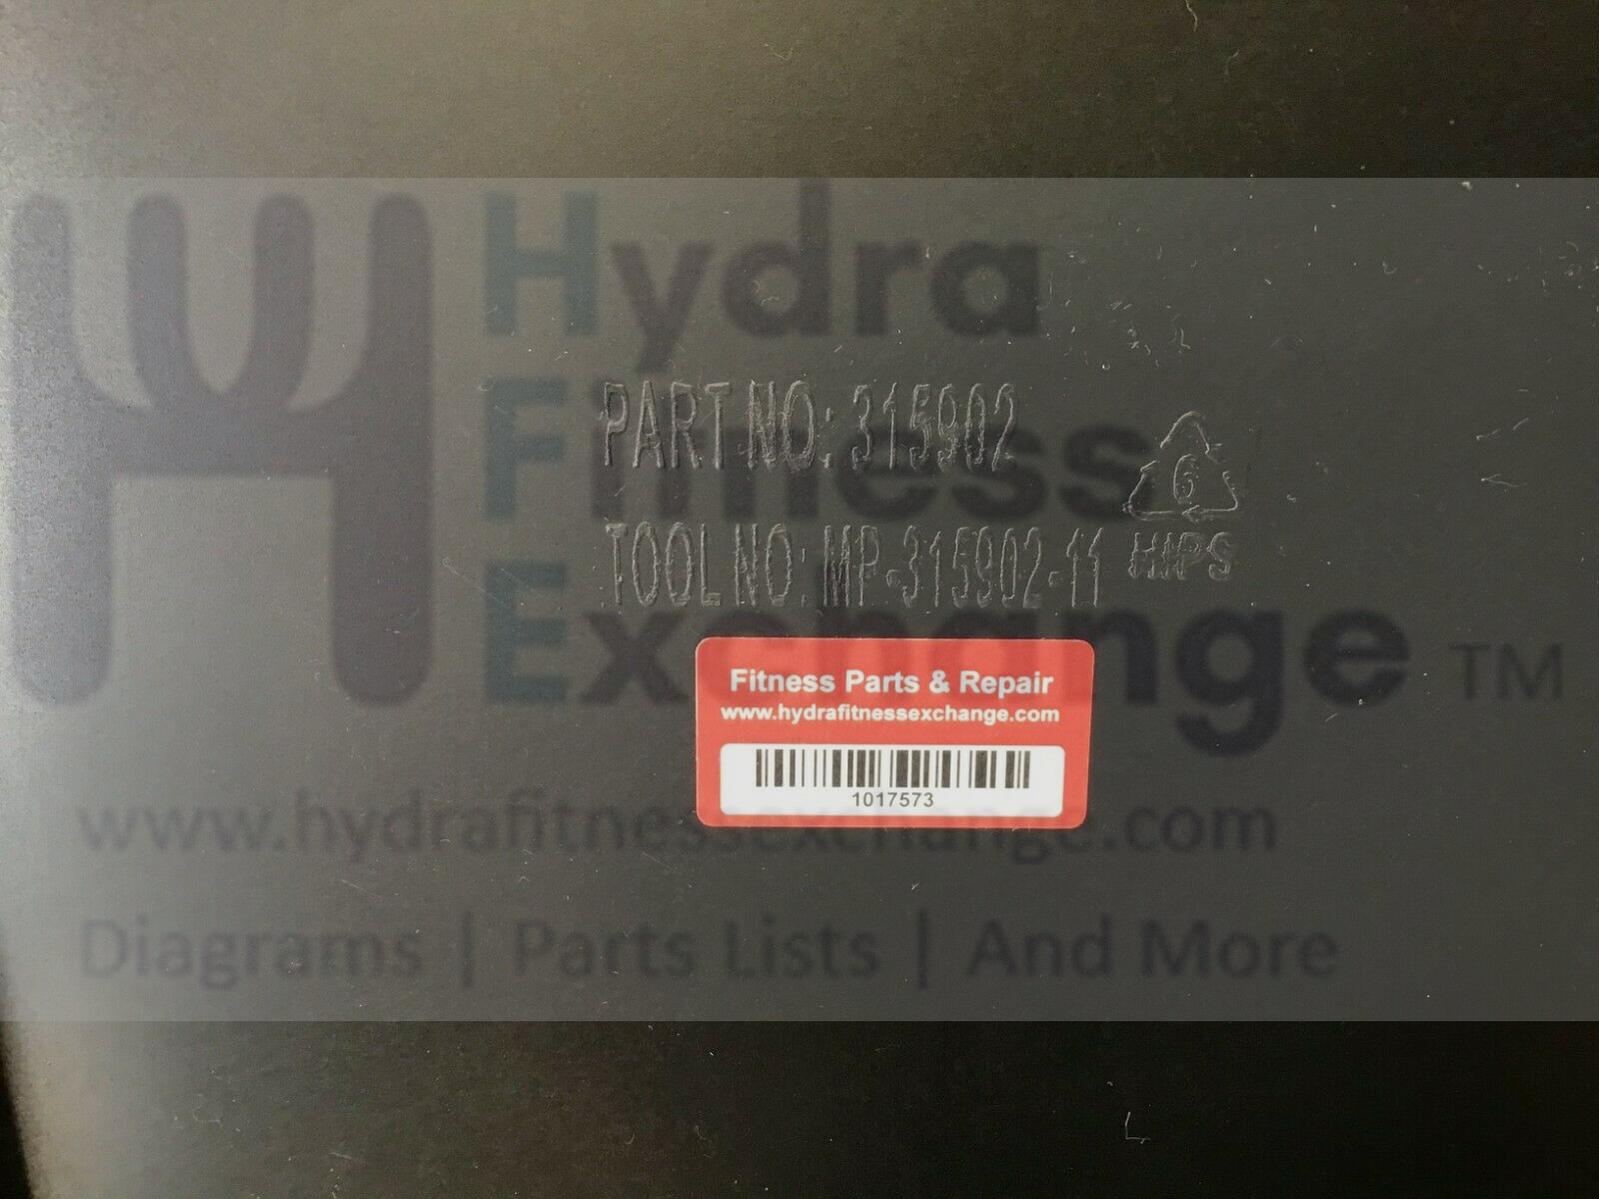 Hydra
Fitness
Exchange TM
PART NO: 315902
6
TOOL NO: MP-315902-11
HIPS
Fitness Parts & Repair
www.hydrafitnessexchange.com
1017573
www.hydrafitnessexchange.com
Diagrams | Parts Lists | And More